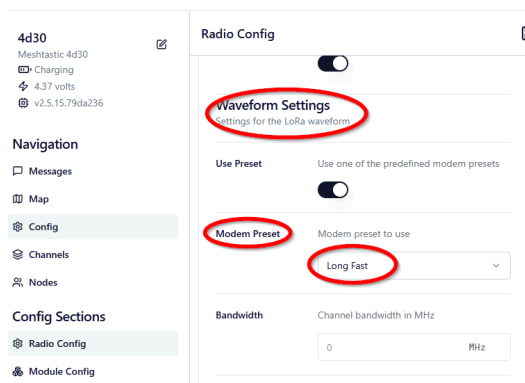 4d30
Meshtastic 4d30
Charging
4.37 volts
v2.5.15.79da236
Navigation
Messages
Map
Config
Channels
Nodes
Config Sections
Radio Config
Module Config
Radio Config
Waveform Settings
Settings for the LoRa waveform
Use Preset
Use one of the predefined modem presets
Modem Preset
Modem preset to use
Long Fast
Bandwidth
Channel bandwidth in MHz
0 MHz